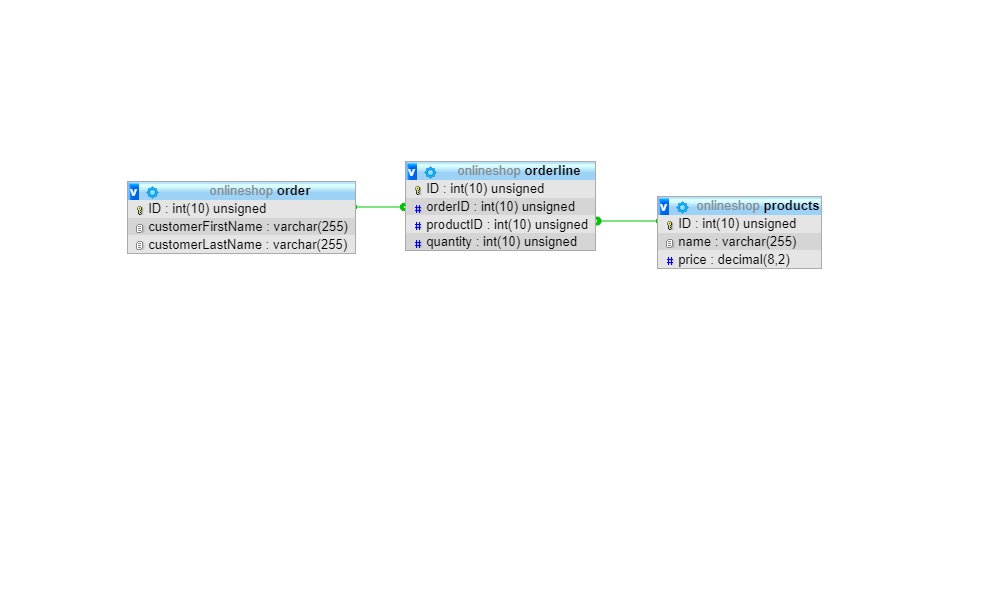 onlineshop order
ID : int(10) unsigned
customerFirstName : varchar(255)
customerLastName : varchar(255)
onlineshop orderline
ID : int(10) unsigned
orderID : int(10) unsigned
productID : int(10) unsigned
quantity : int(10) unsigned
onlineshop products
ID : int(10) unsigned
name : varchar(255)
price : decimal(8,2)